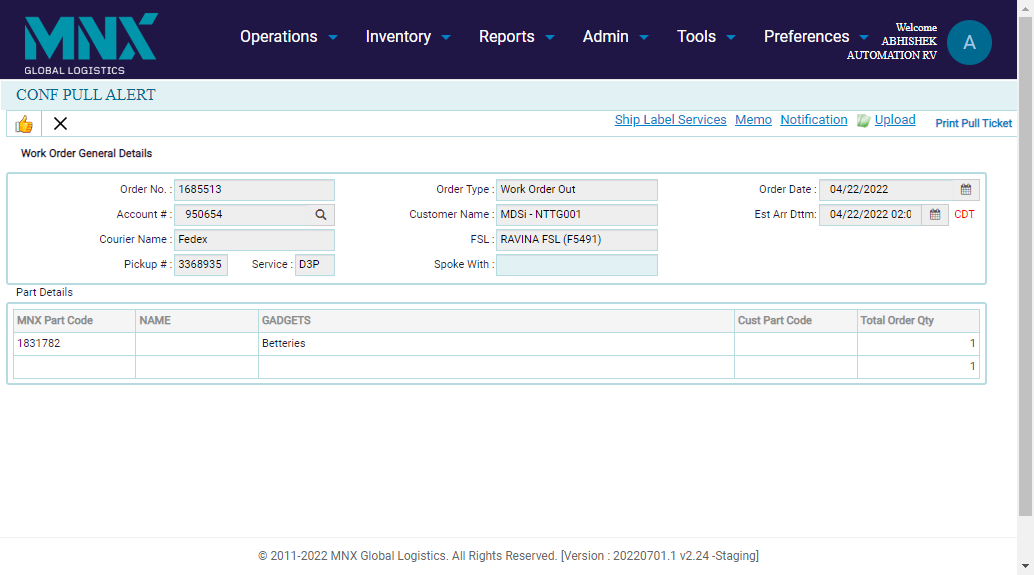 MNX
GLOBAL LOGISTICS
Operations Inventory Reports Admin Tools Preferences
Welcome
ABHISHEK
AUTOMATION RV
A
CONF PULL ALERT
Ship Label Services Memo Notification Upload Print Pull Ticket
Work Order General Details
Order No. : 1685513 Order Type : Work Order Out Order Date : 04/22/2022
Account # : 950654 Customer Name : MDSi - NTTG001 Est Arr Dttm: 04/22/2022 02:0 CDT
Courier Name : Fedex FSL : RAVINA FSL (F5491)
Pickup # : 3368935 Service : D3P Spoke With :
Part Details
MNX Part Code NAME GADGETS Cust Part Code Total Order Qty
1831782 Betteries 1
1
© 2011-2022 MNX Global Logistics. All Rights Reserved. [Version : 20220701.1 v2.24 -Staging]